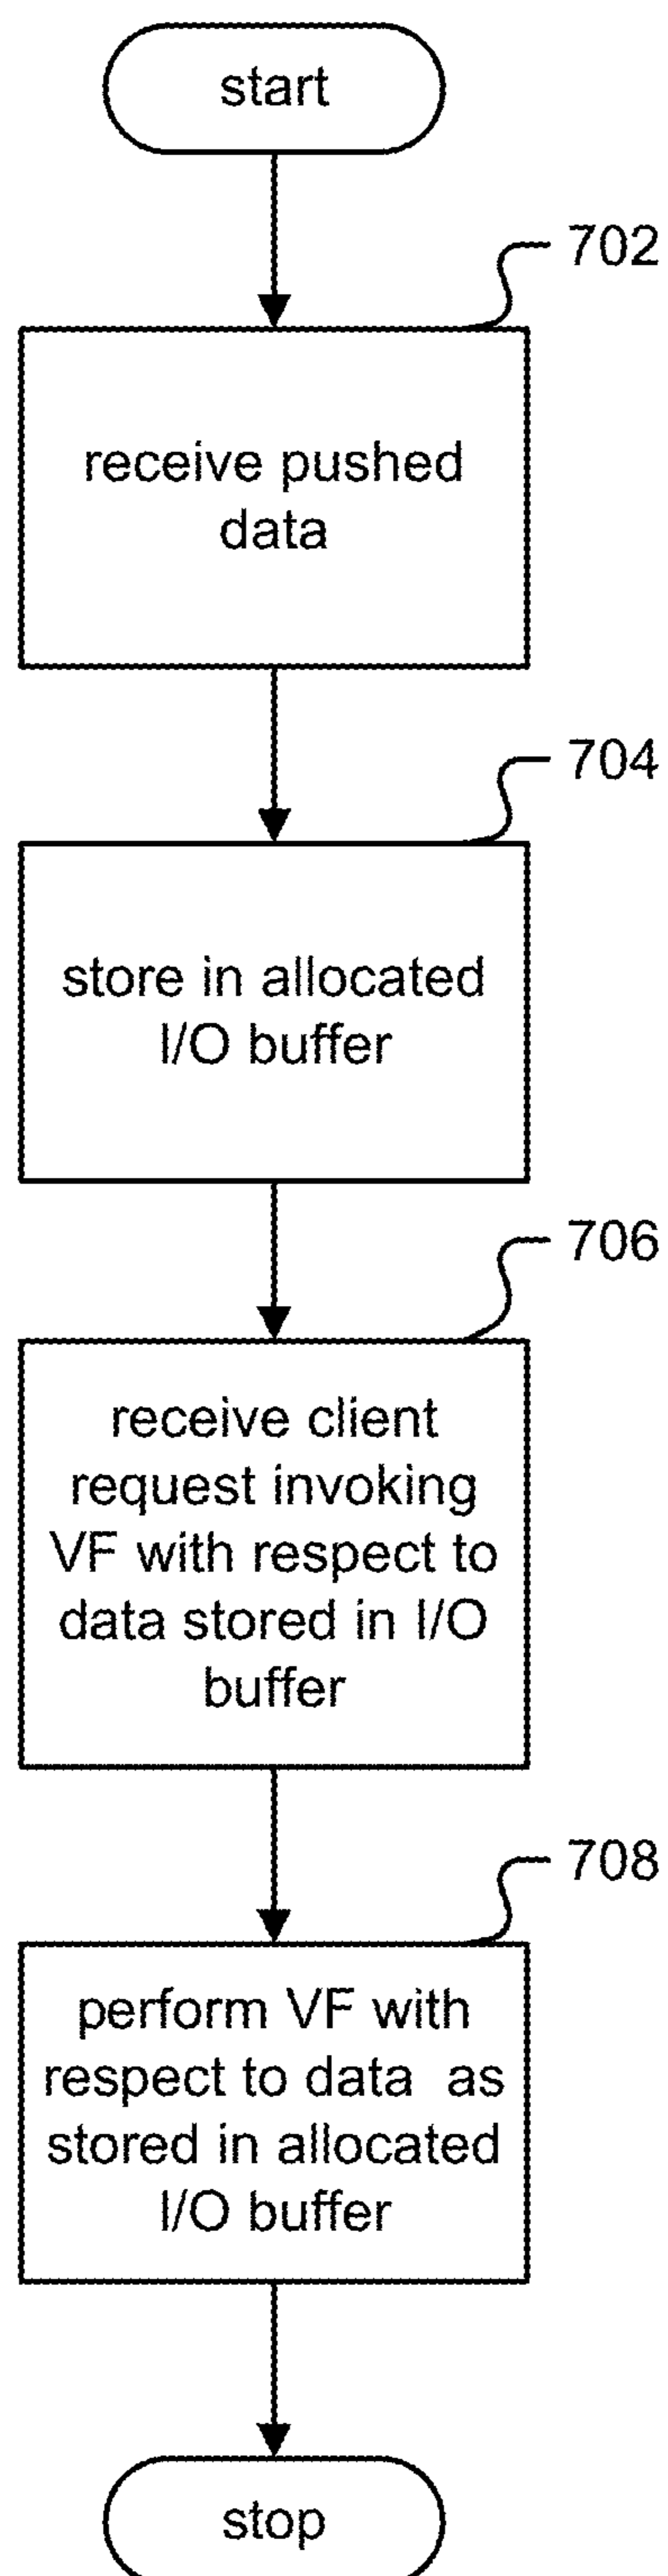 start
702
receive pushed
data
704
store in allocated
I/O buffer
706
receive client
request invoking
VF with respect to
data stored in I/O
buffer
708
perform VF with
respect to data  as
stored in allocated
I/O buffer
stop